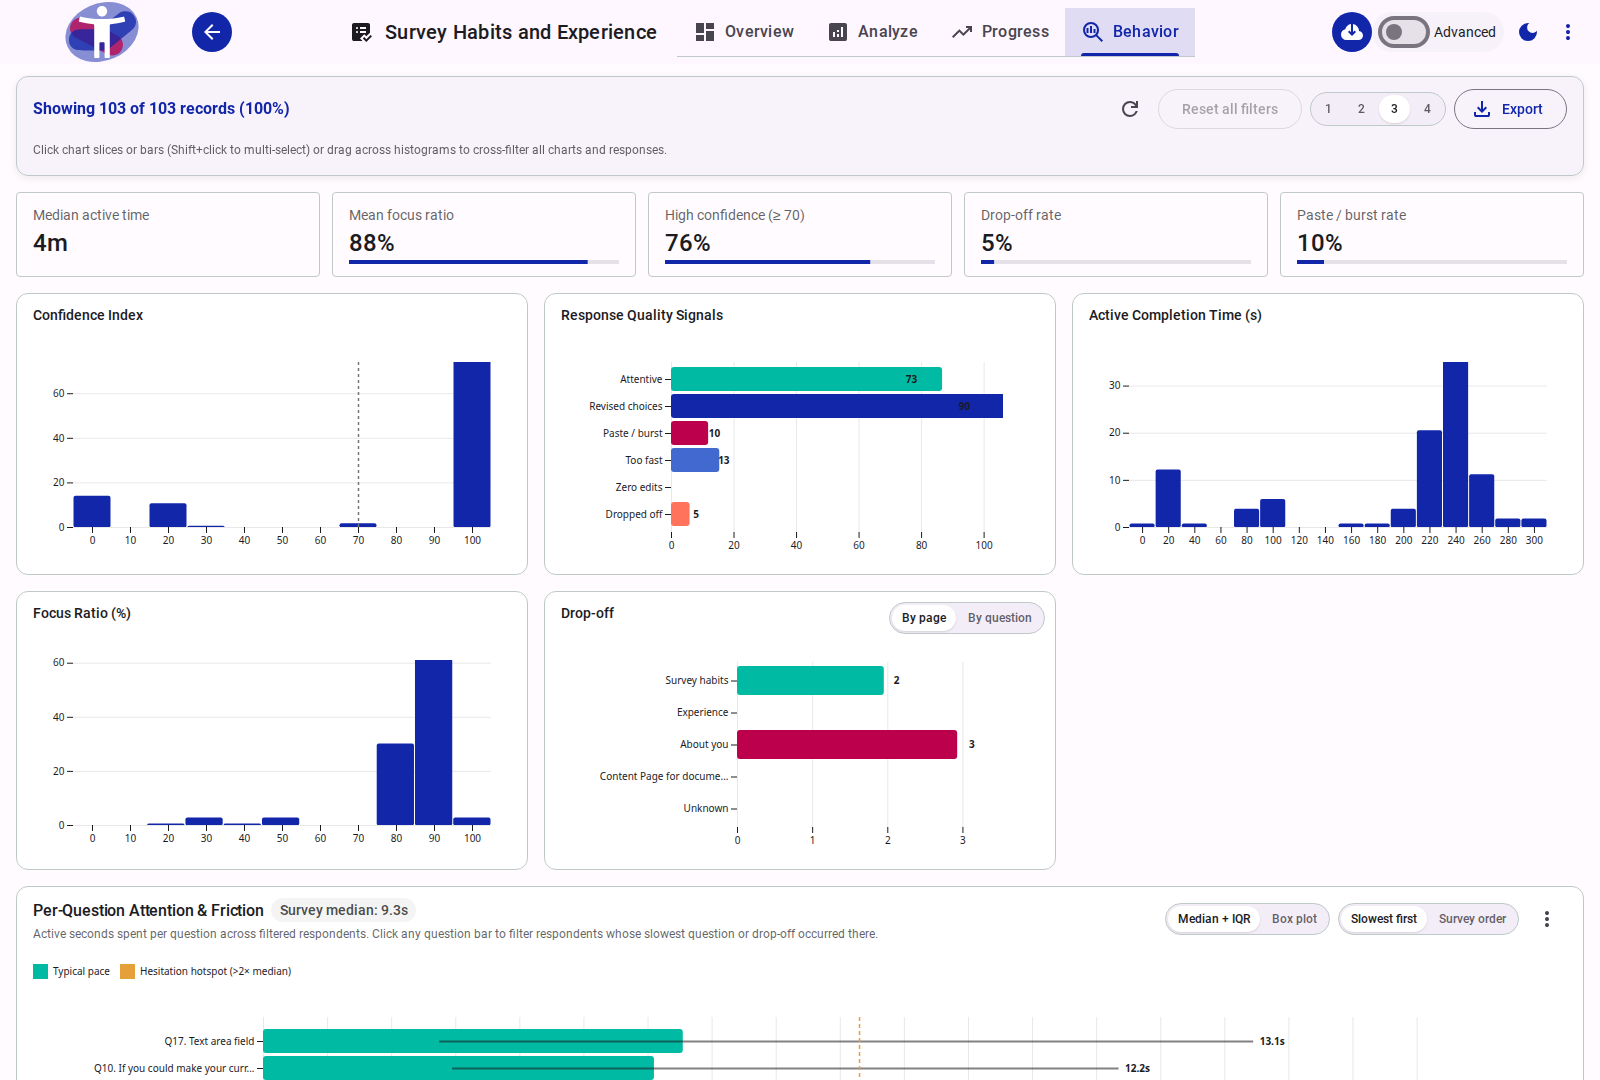 Survey Habits and Experience
Overview
Analyze
Progress
Behavior
Advanced
Showing 103 of 103 records (100%)
Reset all filters
1 2 3 4
Export
Click chart slices or bars (Shift+click to multi-select) or drag across histograms to cross-filter all charts and responses.
Median active time
4m
Mean focus ratio
88%
High confidence (≥ 70)
76%
Drop-off rate
5%
Paste / burst rate
10%
Confidence Index
60
40
20
0
0 10 20 30 40 50 60 70 80 90 100
Response Quality Signals
Attentive 73
Revised choices 90
Paste / burst 10
Too fast 13
Zero edits
Dropped off 5
0 20 40 60 80 100
Active Completion Time (s)
30
20
10
0
0 20 40 60 80 100 120 140 160 180 200 220 240 260 280 300
Focus Ratio (%)
60
40
20
0
0 10 20 30 40 50 60 70 80 90 100
Drop-off
By page By question
Survey habits 2
Experience
About you 3
Content Page for docume...
Unknown
0 1 2 3
Per-Question Attention & Friction
Survey median: 9.3s
Median + IQR Box plot
Slowest first Survey order
Active seconds spent per question across filtered respondents. Click any question bar to filter respondents whose slowest question or drop-off occurred there.
Typical pace Hesitation hotspot (>2× median)
Q17. Text area field 13.1s
Q10. If you could make your curr... 12.2s